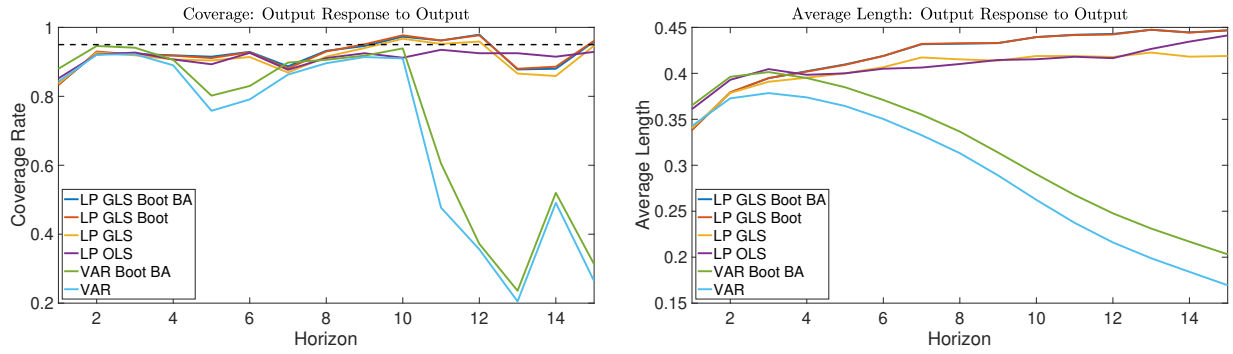 Coverage: Output Response to Output
1
0.8
0.6
0.4
0.2
Coverage Rate
LP GLS Boot BA
LP GLS Boot
LP GLS
LP OLS
VAR Boot BA
VAR
2 4 6 8 10 12 14
Horizon
Average Length: Output Response to Output
0.45
0.4
0.35
0.3
0.25
0.2
0.15
Average Length
LP GLS Boot BA
LP GLS Boot
LP GLS
LP OLS
VAR Boot BA
VAR
2 4 6 8 10 12 14
Horizon